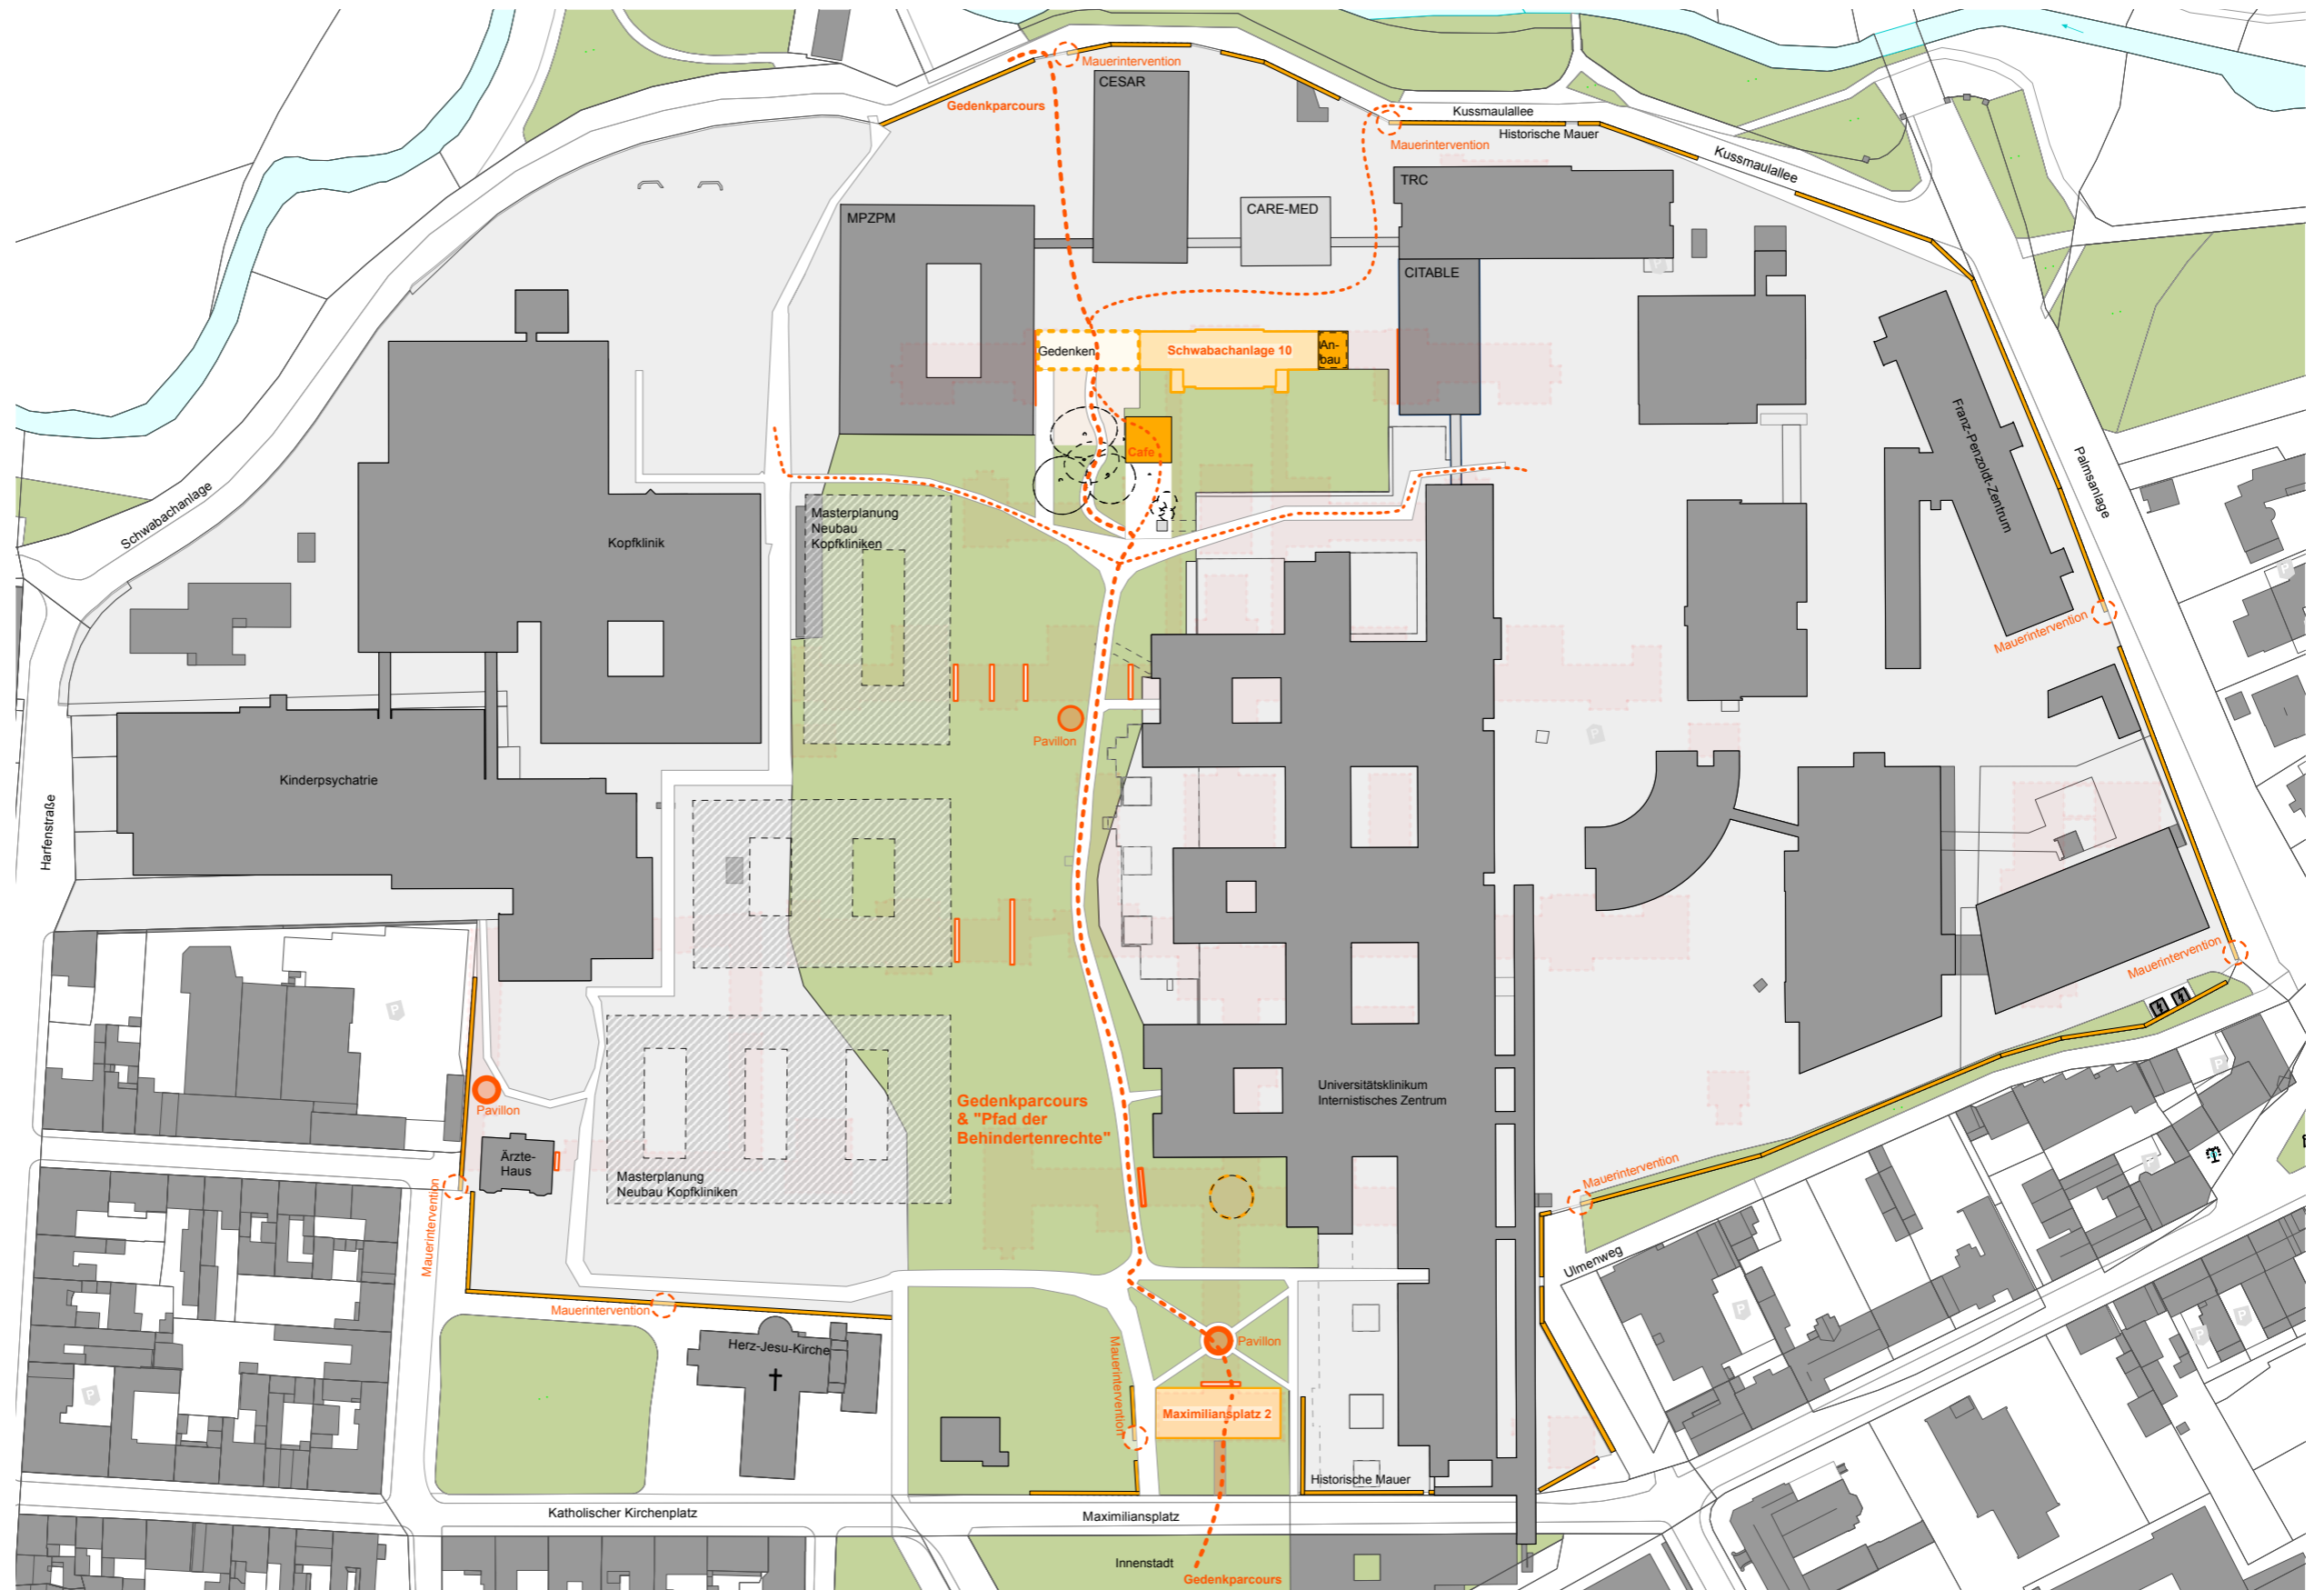 Mauerintervention
CESAR
Gedenkparcours
Kussmaulallee
Historische Mauer
Mauerintervention
Kussmaulallee
TRC
MPZPM
CARE-MED
CITABLE
Gedenken
Schwabachanlage 10
An-
bau
Cafe
Franz-Penzoldt-Zentrum
Palmsanlage
Schwabachanlage
Masterplanung
Neubau
Kopfkliniken
Kopfklinik
P
P
Mauerintervention
Pavillon
P
Kinderpsychatrie
Harfenstraße
Mauerintervention
P
Universitätsklinikum
Internistisches Zentrum
P
Pavillon
Gedenkparcours
& "Pfad der
Behindertenrechte"
Ärzte-
Haus
Masterplanung
Neubau Kopfkliniken
Mauerintervention
P
Mauerintervention
Ulmenweg
Mauerintervention
P
P
P
Herz-Jesu-Kirche
Pavillon
Mauerintervention
P
Maximiliansplatz 2
Historische Mauer
Katholischer Kirchenplatz
Maximiliansplatz
Innenstadt
Gedenkparcours